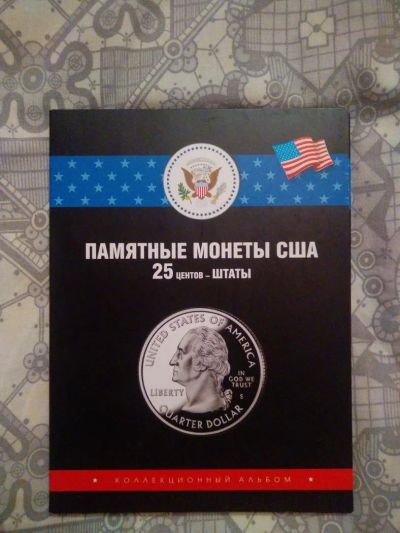 ПАМЯТНЫЕ МОНЕТЫ США
25 ЦЕНТОВ – ШТАТЫ
UNITED STATES OF AMERICA
LIBERTY
IN
GOD WE
TRUST
S
QUARTER DOLLAR
★ КОЛЛЕКЦИОННЫЙ АЛЬБОМ ★